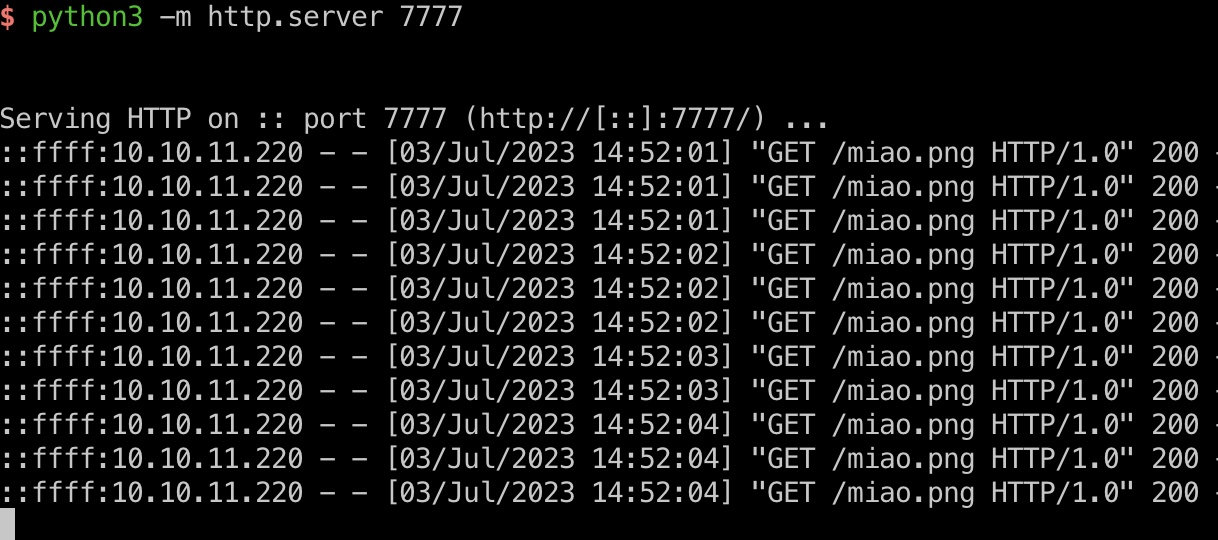 $ python3 -m http.server 7777
Serving HTTP on :: port 7777 (http://[::]:7777/) ...
::ffff:10.10.11.220 - - [03/Jul/2023 14:52:01] "GET /miao.png HTTP/1.0" 200 -
::ffff:10.10.11.220 - - [03/Jul/2023 14:52:01] "GET /miao.png HTTP/1.0" 200 -
::ffff:10.10.11.220 - - [03/Jul/2023 14:52:01] "GET /miao.png HTTP/1.0" 200 -
::ffff:10.10.11.220 - - [03/Jul/2023 14:52:02] "GET /miao.png HTTP/1.0" 200 -
::ffff:10.10.11.220 - - [03/Jul/2023 14:52:02] "GET /miao.png HTTP/1.0" 200 -
::ffff:10.10.11.220 - - [03/Jul/2023 14:52:02] "GET /miao.png HTTP/1.0" 200 -
::ffff:10.10.11.220 - - [03/Jul/2023 14:52:03] "GET /miao.png HTTP/1.0" 200 -
::ffff:10.10.11.220 - - [03/Jul/2023 14:52:03] "GET /miao.png HTTP/1.0" 200 -
::ffff:10.10.11.220 - - [03/Jul/2023 14:52:04] "GET /miao.png HTTP/1.0" 200 -
::ffff:10.10.11.220 - - [03/Jul/2023 14:52:04] "GET /miao.png HTTP/1.0" 200 -
::ffff:10.10.11.220 - - [03/Jul/2023 14:52:04] "GET /miao.png HTTP/1.0" 200 -